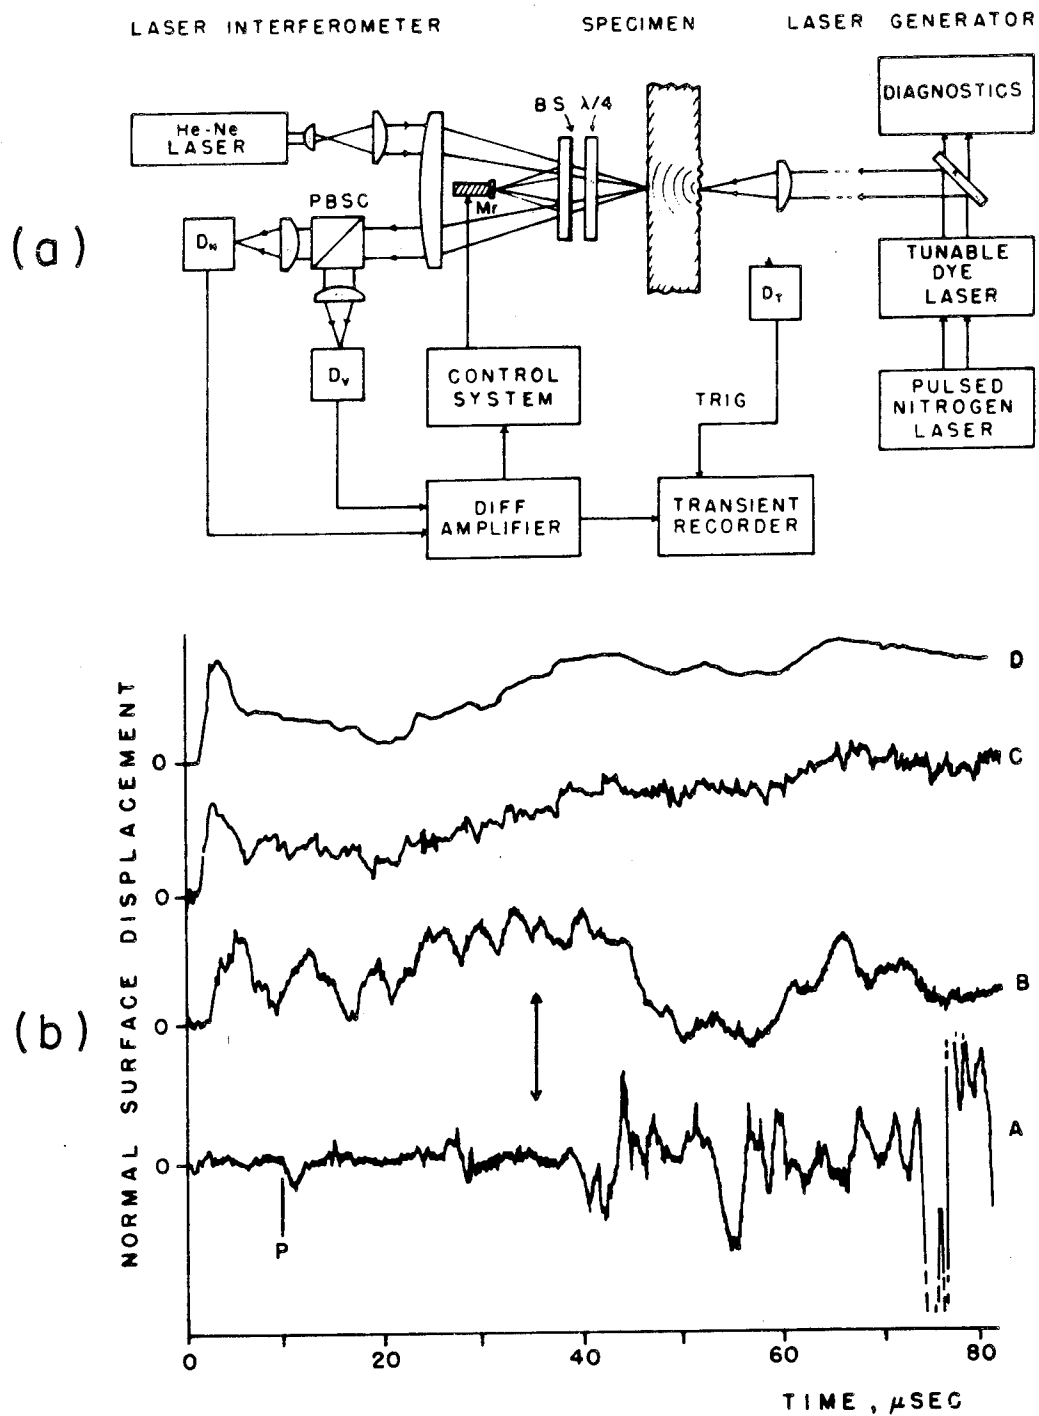 LASER INTERFEROMETER SPECIMEN LASER GENERATOR
DIAGNOSTICS
BS λ/4
He-Ne
LASER
Mr
PBSC
(a)
DH
TUNABLE
DYE
LASER
DT
DV
CONTROL
SYSTEM
PULSED
NITROGEN
LASER
TRIG
DIFF
AMPLIFIER
TRANSIENT
RECORDER
NORMAL SURFACE DISPLACEMENT
D
0
C
0
B
0
(b)
A
0
P
0 20 40 60 80
TIME, μSEC